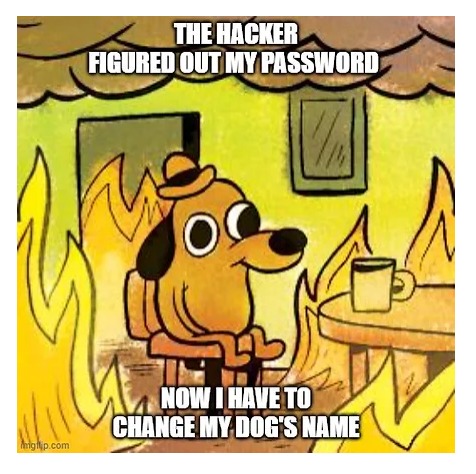 THE HACKER
FIGURED OUT MY PASSWORD
NOW I HAVE TO
CHANGE MY DOG'S NAME
imgflip.com